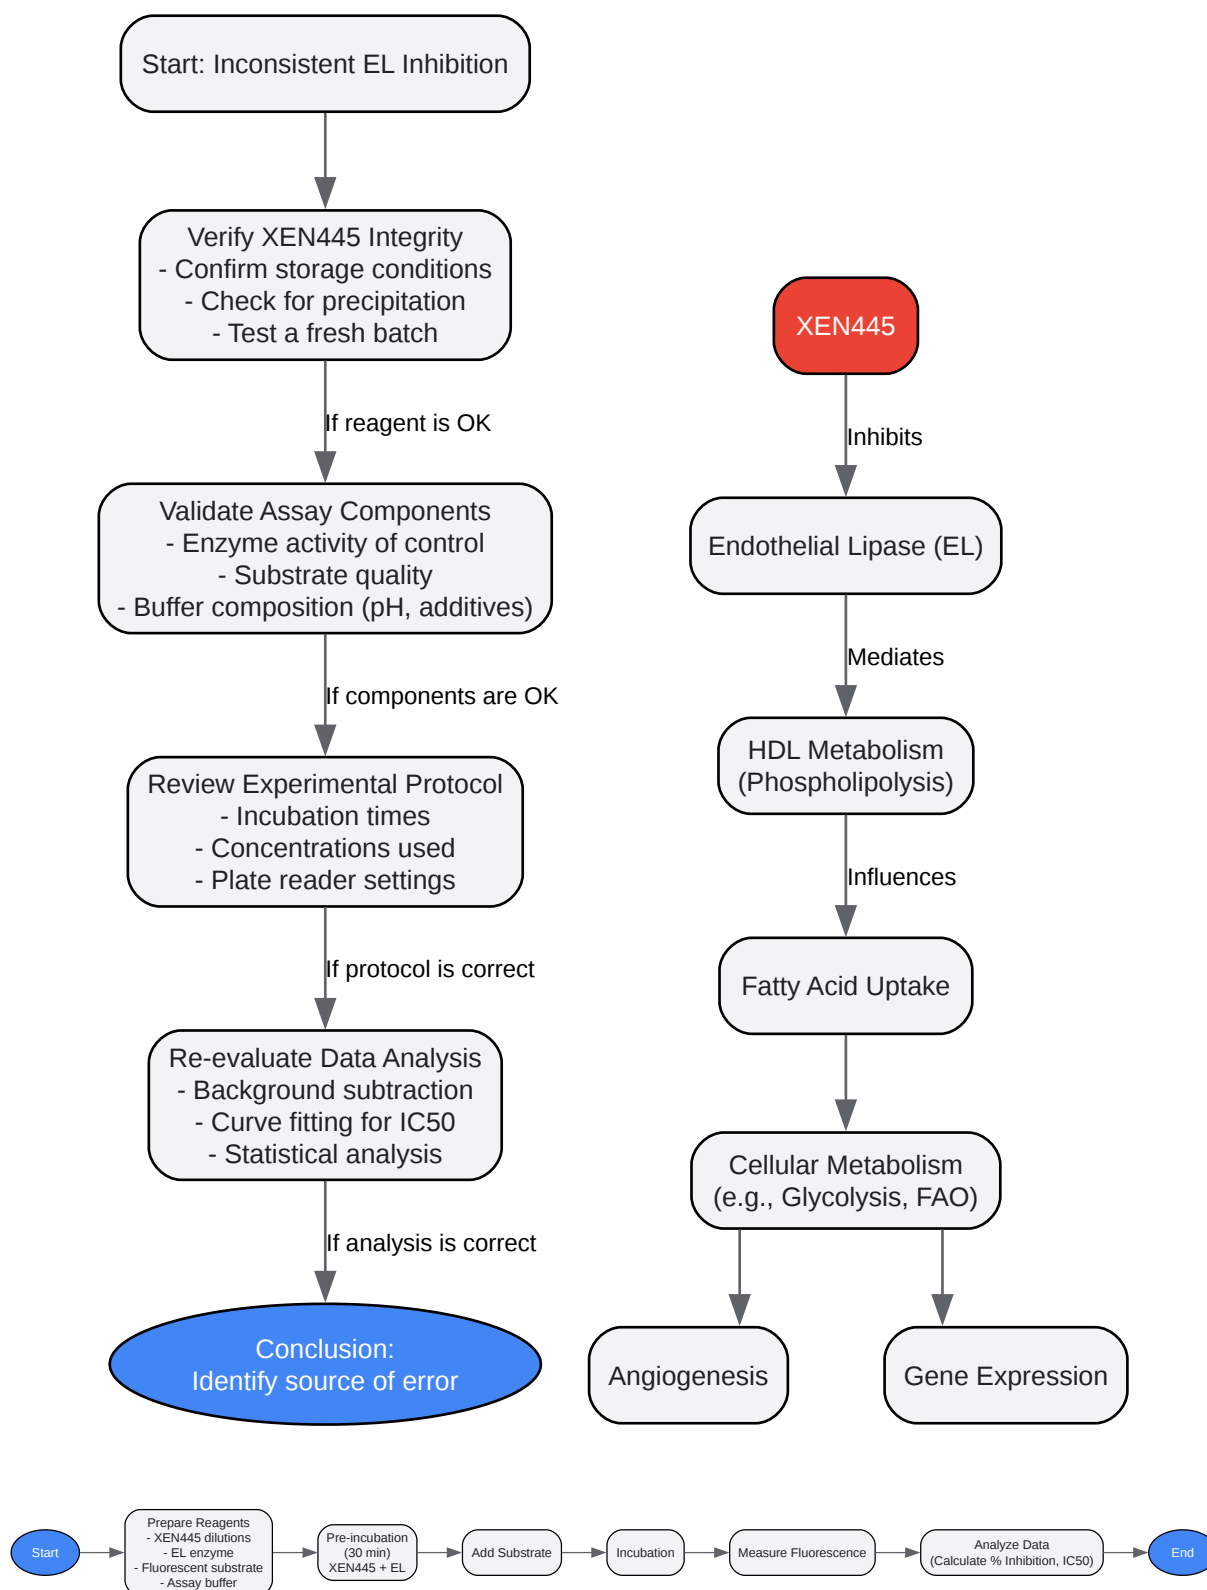 Start: Inconsistent EL Inhibition
Verify XEN445 Integrity
- Confirm storage conditions
- Check for precipitation
- Test a fresh batch
If reagent is OK
Validate Assay Components
- Enzyme activity of control
- Substrate quality
- Buffer composition (pH, additives)
If components are OK
Review Experimental Protocol
- Incubation times
- Concentrations used
- Plate reader settings
If protocol is correct
Re-evaluate Data Analysis
- Background subtraction
- Curve fitting for IC50
- Statistical analysis
If analysis is correct
Conclusion:
Identify source of error
XEN445
Inhibits
Endothelial Lipase (EL)
Mediates
HDL Metabolism
(Phospholipolysis)
Influences
Fatty Acid Uptake
Cellular Metabolism
(e.g., Glycolysis, FAO)
Angiogenesis
Gene Expression
Start
Prepare Reagents
- XEN445 dilutions
- EL enzyme
- Fluorescent substrate
- Assay buffer
Pre-incubation
(30 min)
XEN445 + EL
Add Substrate
Incubation
Measure Fluorescence
Analyze Data
(Calculate % Inhibition, IC50)
End